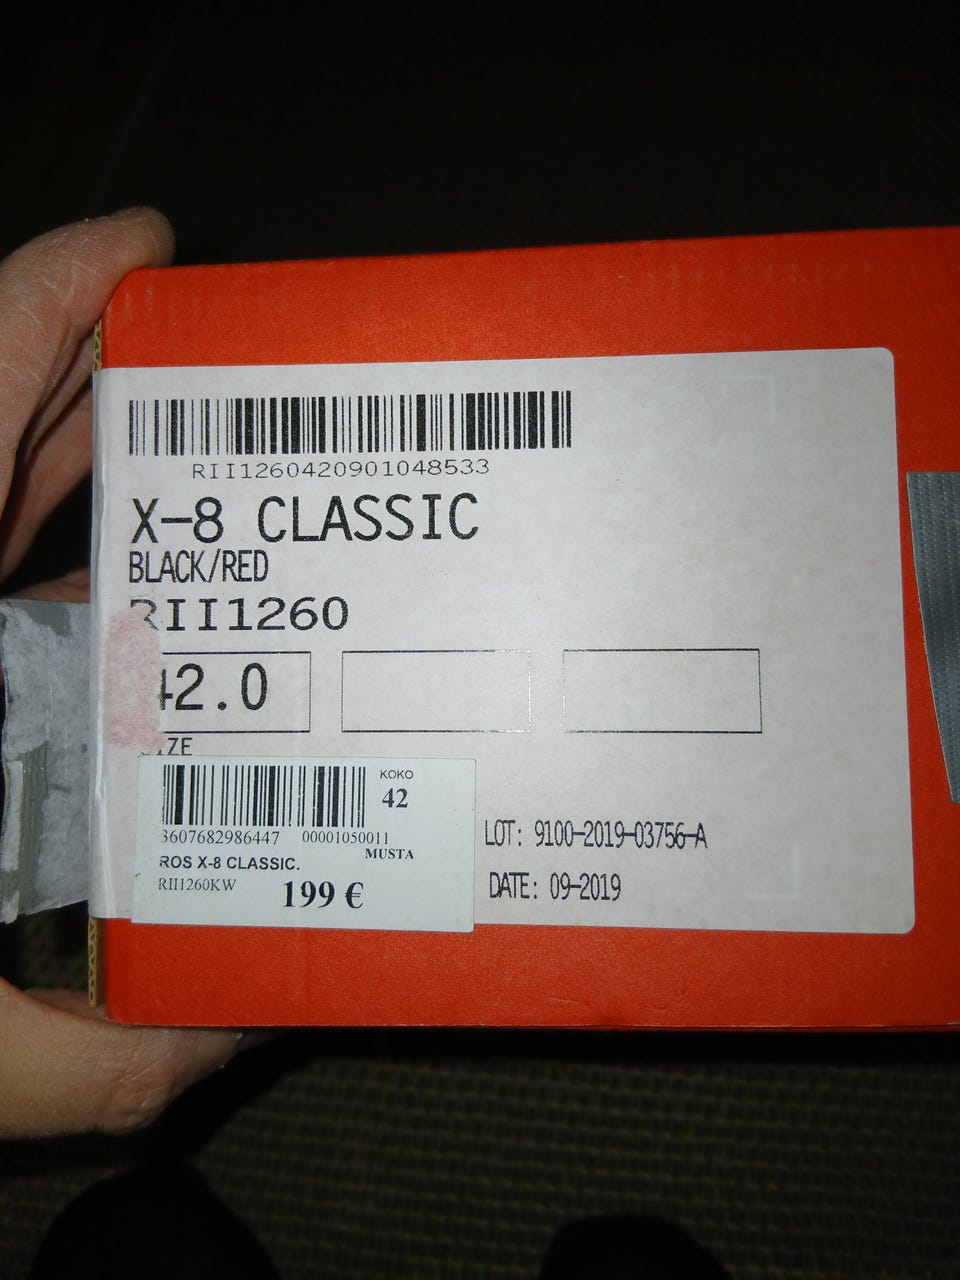 RII1260420901048533
X-8 CLASSIC
BLACK/RED
RII1260
42.0
SIZE
KOKO
42
3607682986447 00001050011
MUSTA
ROS X-8 CLASSIC.
RII1260KW
199 €
LOT: 9100-2019-03756-A
DATE: 09-2019